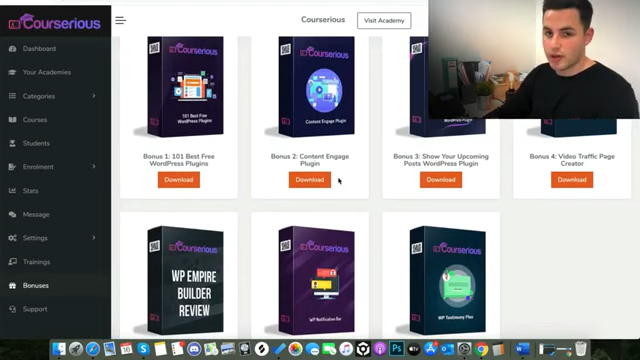 Courserious
Dashboard
Your Academies
Categories
Courses
Students
Enrolment
Stats
Message
Settings
Trainings
Bonuses
Support
Courserious
Visit Academy
Courserious
101 Best Free
WordPress Plugins
Bonus 1: 101 Best Free
WordPress Plugins
Download
Courserious
Content Engage
Plugin
Bonus 2: Content Engage
Plugin
Download
WordPress Plugin
Bonus 3: Show Your Upcoming
Posts WordPress Plugin
Download
Bonus 4: Video Traffic Page
Creator
Download
Courserious
WP EMPIRE
BUILDER
REVIEW
Courserious
WP Notification Bar
Courserious
WP Testimony Plus